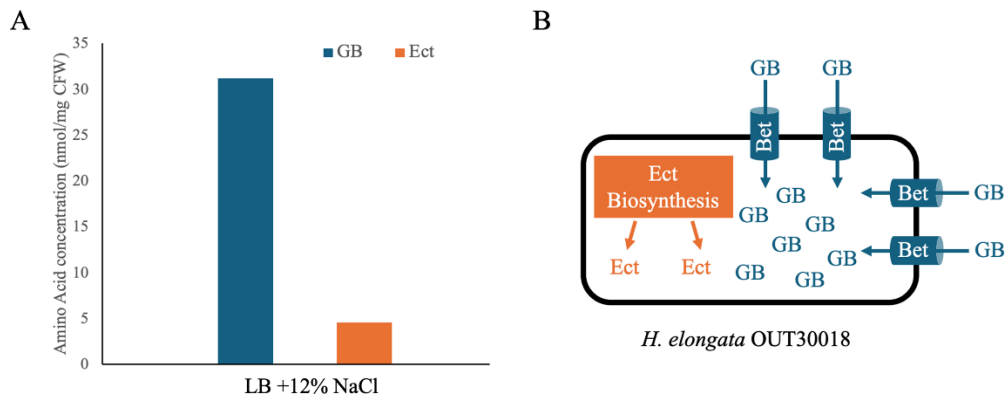 A
GB Ect
Amino Acid concentration (nmol/mg CFW)
35
30
25
20
15
10
5
0
LB +12% NaCl
B
GB GB
Bet Bet
Ect
Biosynthesis
Bet GB
GB
GB GB
GB
Bet GB
GB
Ect Ect
GB GB
H. elongata OUT30018